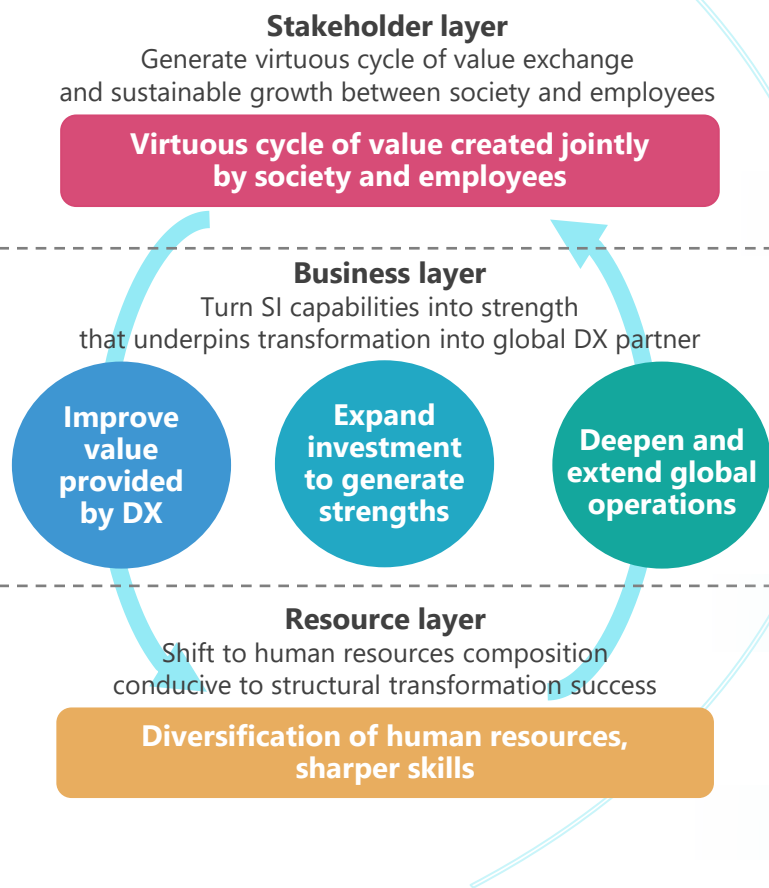 Stakeholder layer
Generate virtuous cycle of value exchange
and sustainable growth between society and employees
Virtuous cycle of value created jointly
by society and employees
Business layer
Turn SI capabilities into strength
that underpins transformation into global DX partner
Improve
value
provided
by DX
Expand
investment
to generate
strengths
Deepen and
extend global
operations
Resource layer
Shift to human resources composition
conducive to structural transformation success
Diversification of human resources,
sharper skills